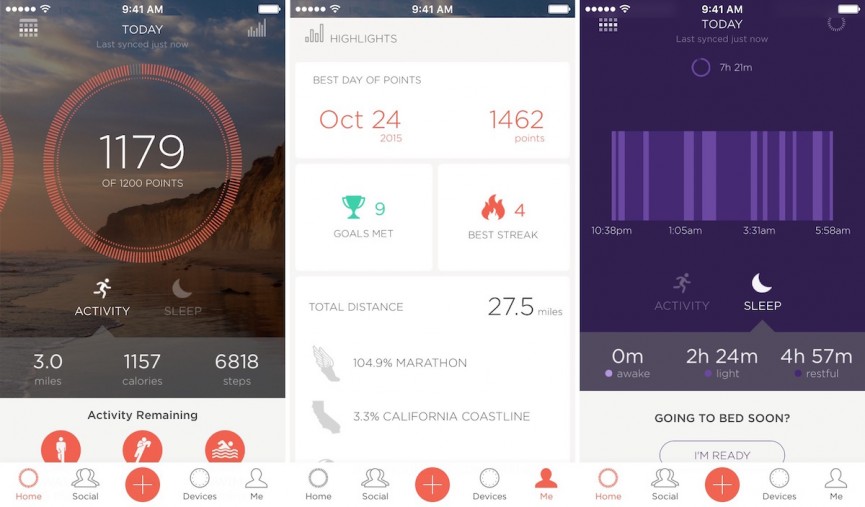 9:41 AM
TODAY
Last synced just now
1179
OF 1200 POINTS
ACTIVITY
SLEEP
3.0
miles
1157
calories
6818
steps
Activity Remaining
Home
Social
Devices
Me
9:41 AM
HIGHLIGHTS
BEST DAY OF POINTS
Oct 24
2015
1462
points
9
GOALS MET
4
BEST STREAK
TOTAL DISTANCE
27.5 miles
104.9% MARATHON
3.3% CALIFORNIA COASTLINE
Home
Social
Devices
Me
9:41 AM
TODAY
Last synced just now
7h 21m
10:38pm
1:05am
3:31am
5:58am
ACTIVITY
SLEEP
0m
awake
2h 24m
light
4h 57m
restful
GOING TO BED SOON?
I'M READY
Home
Social
Devices
Me